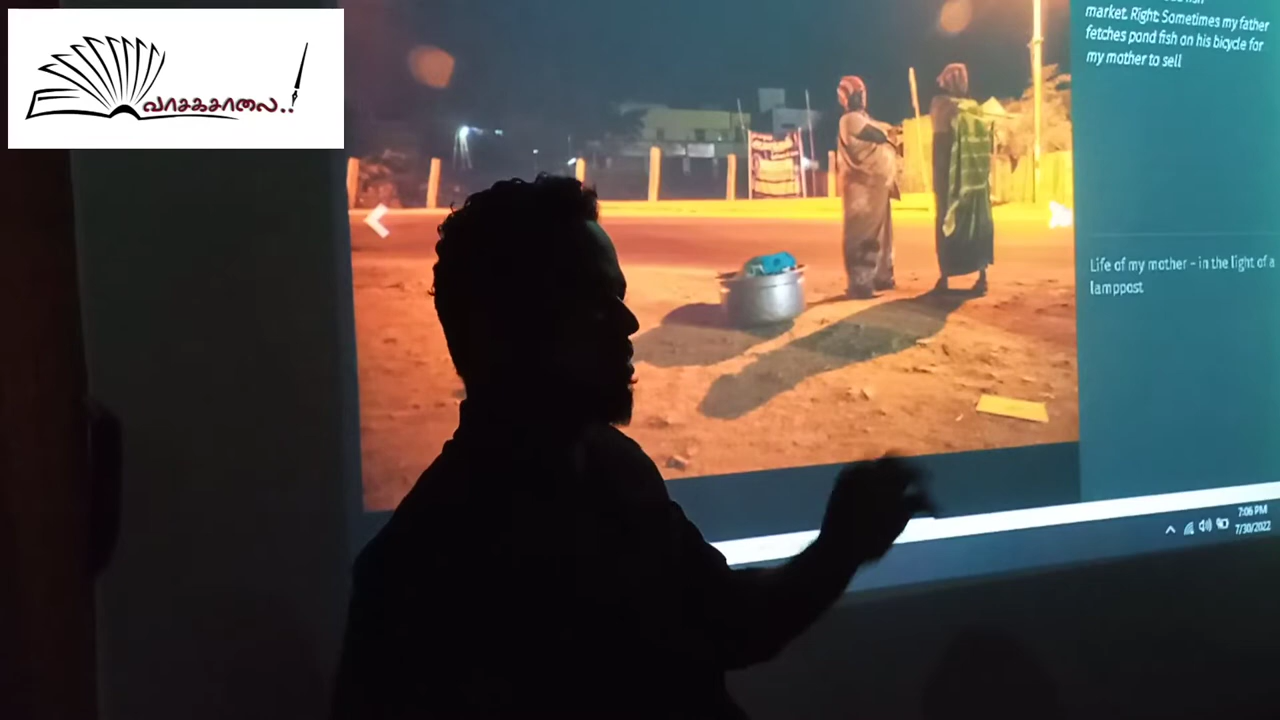 வாசகசாலை..!
market. Right: Sometimes my father
fetches pond fish on his bicycle for
my mother to sell
Life of my mother - in the light of a
lamppost
7:06 PM
7/30/2022